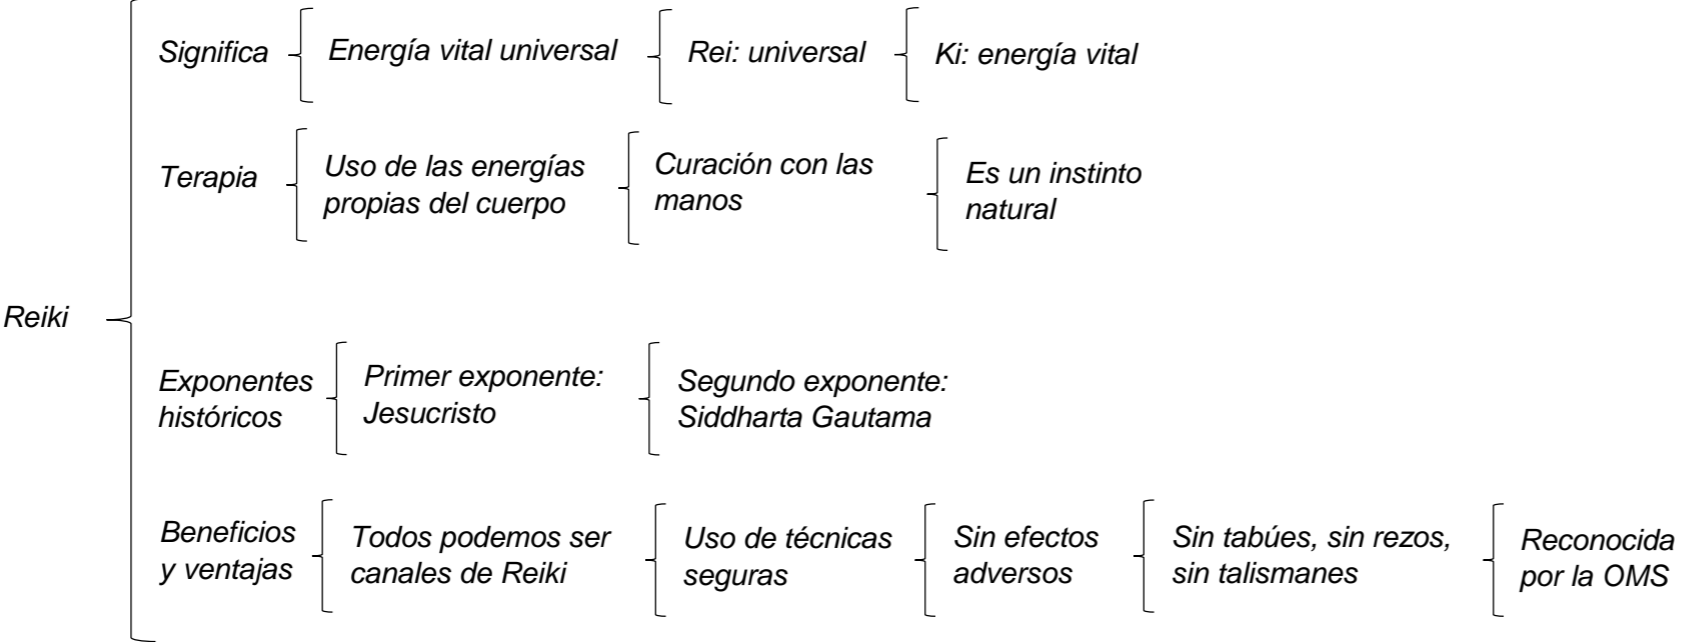 Reiki
Significa
Energía vital universal
Rei: universal
Ki: energía vital
Terapia
Uso de las energías
propias del cuerpo
Curación con las
manos
Es un instinto
natural
Exponentes
históricos
Primer exponente:
Jesucristo
Segundo exponente:
Siddharta Gautama
Beneficios
y ventajas
Todos podemos ser
canales de Reiki
Uso de técnicas
seguras
Sin efectos
adversos
Sin tabúes, sin rezos,
sin talismanes
Reconocida
por la OMS